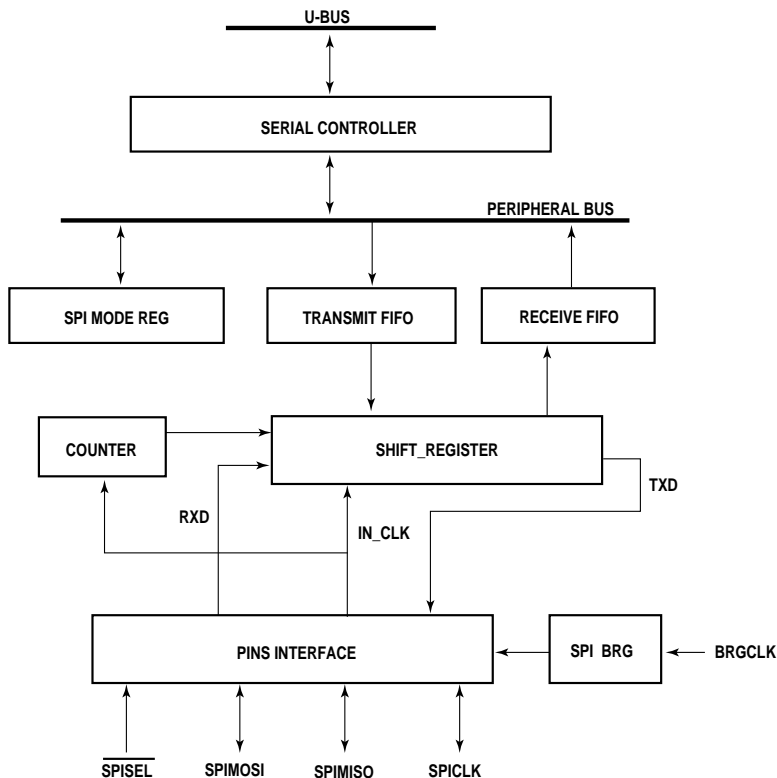 U-BUS
SERIAL CONTROLLER
PERIPHERAL BUS
SPI MODE REG
TRANSMIT FIFO
RECEIVE FIFO
COUNTER
SHIFT_REGISTER
TXD
RXD
IN_CLK
PINS INTERFACE
SPI BRG
BRGCLK
SPISEL
SPIMOSI
SPIMISO
SPICLK